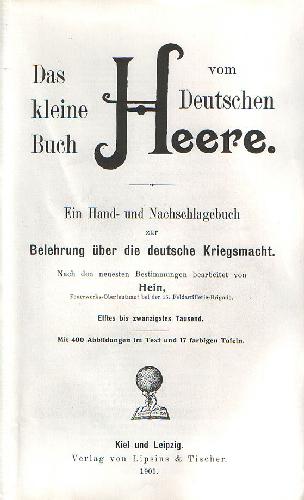 Das kleine Buch
vom Deutschen
Heere.
Ein Hand- und Nachschlagebuch
zur
Belehrung über die deutsche Kriegsmacht.
Nach den neuesten Bestimmungen bearbeitet von
Hein,
Feuerwerks-Oberleutnant bei der 15. Feldartillerie-Brigade.
Elftes bis zwanzigstes Tausend.
Mit 400 Abbildungen im Text und 17 farbigen Tafeln.
Kiel und Leipzig.
Verlag von Lipsius & Tischer.
1901.